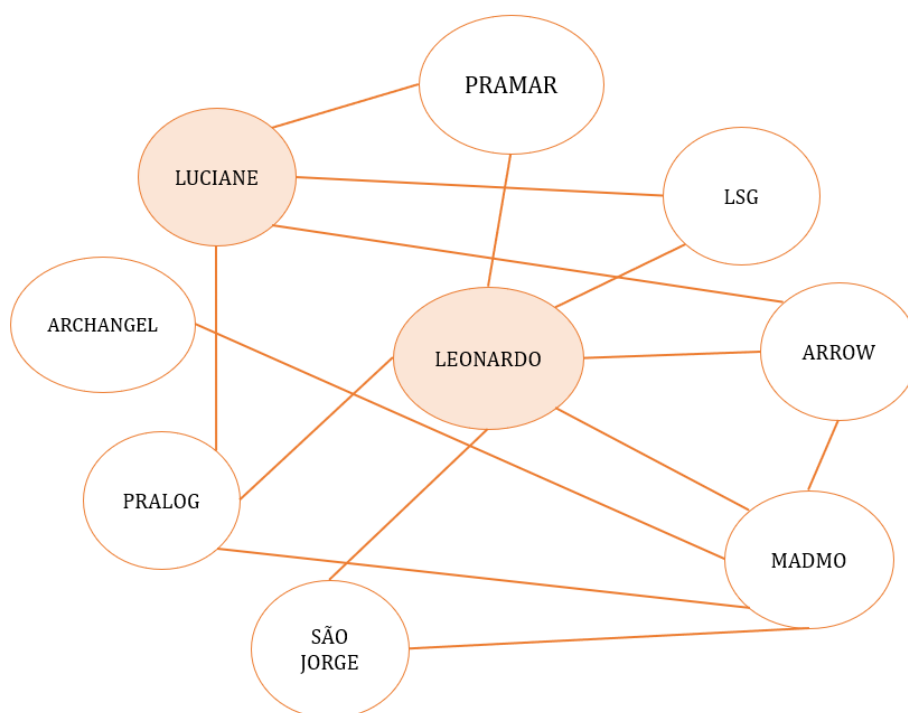 PRAMAR
LUCIANE
LSG
ARCHANGEL
LEONARDO
ARROW
PRALOG
MADMO
SÃO
JORGE